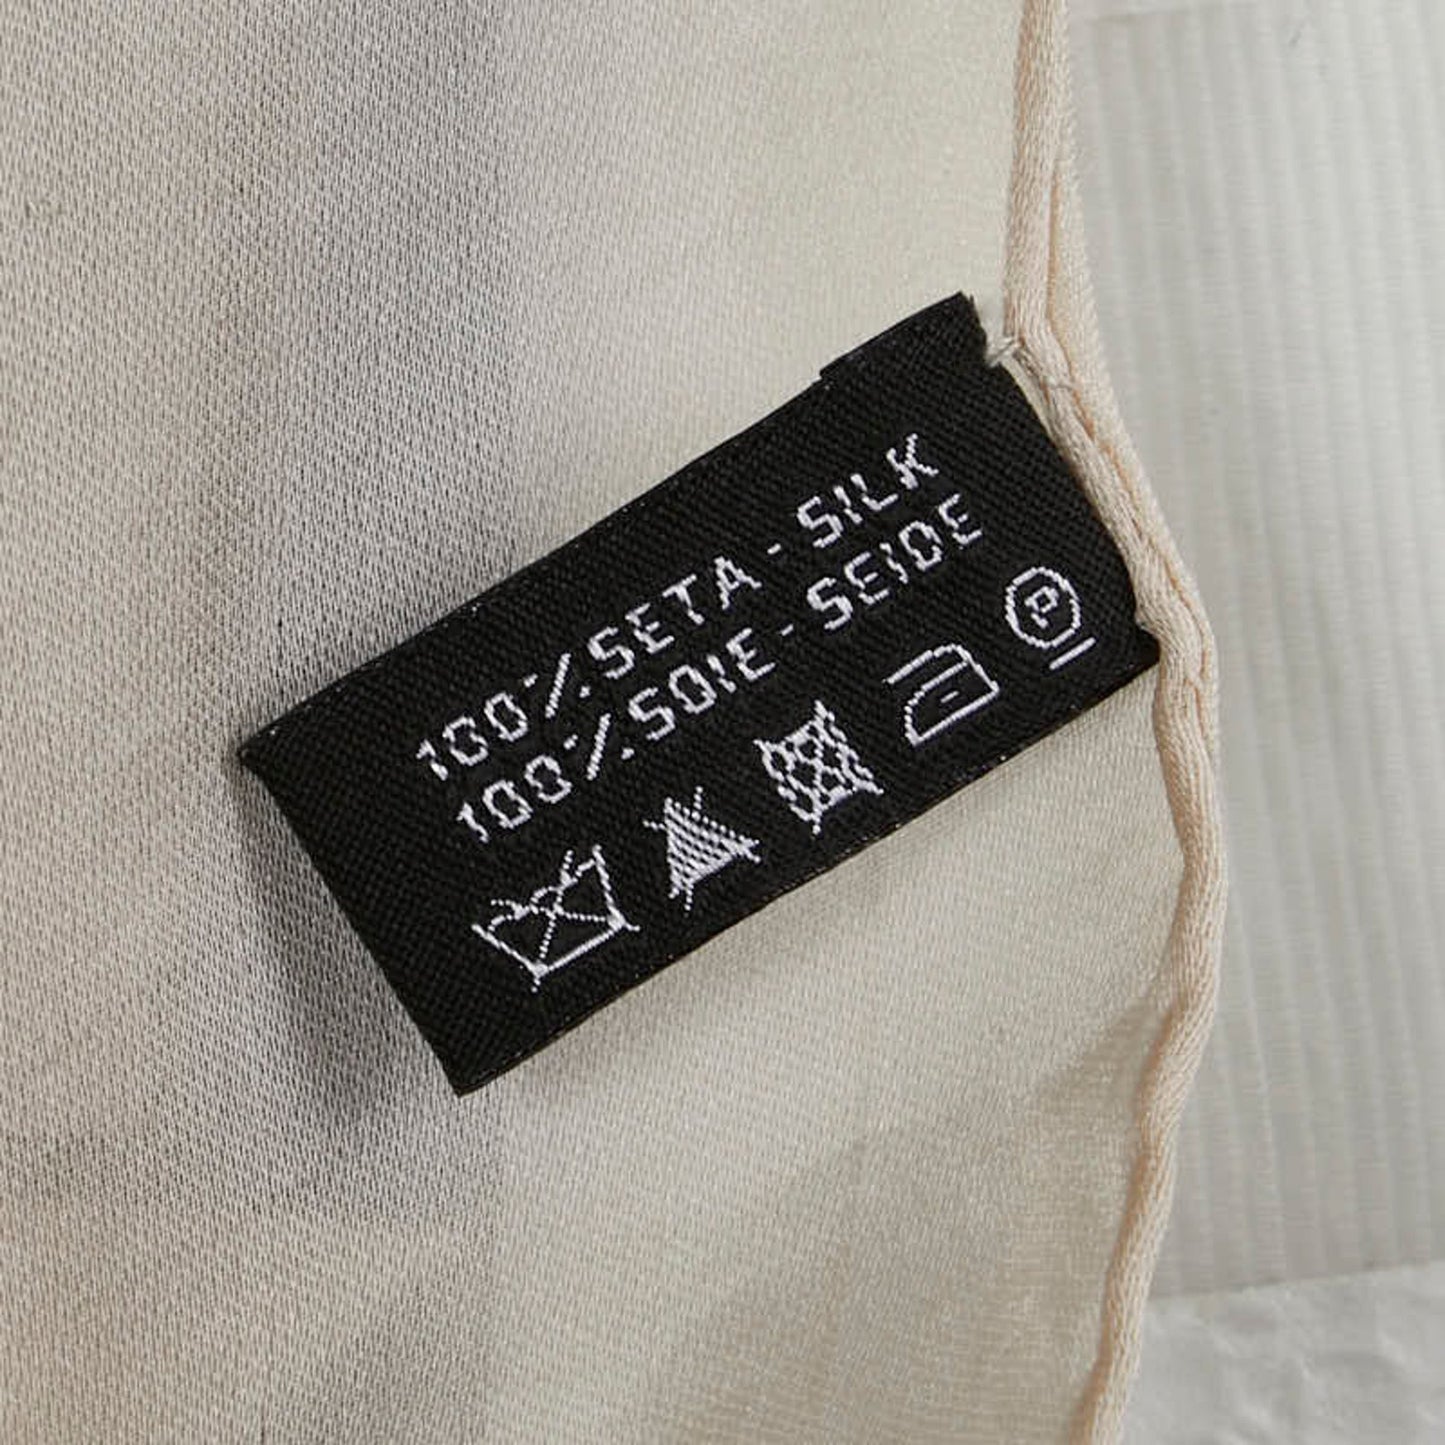 100% SETA - SILK
100% SOIE - SEIDE
P